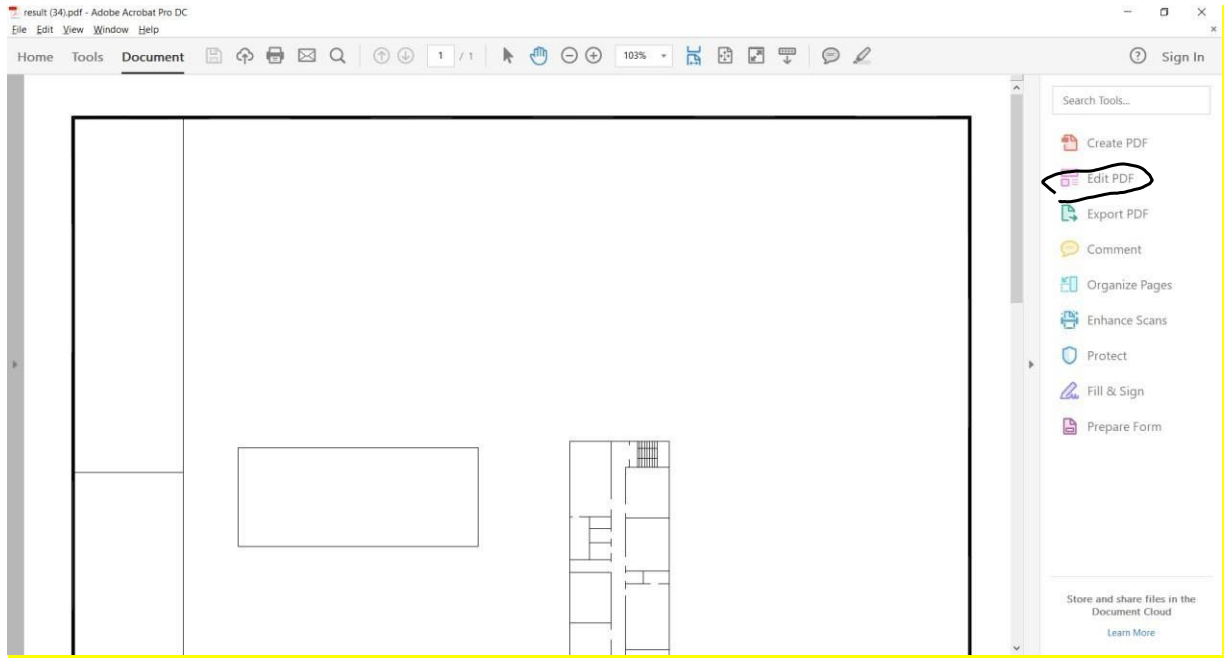 result (34).pdf - Adobe Acrobat Pro DC
File Edit View Window Help
Home Tools Document 1 / 1 103% Sign In
Search Tools...
Create PDF
Edit PDF
Export PDF
Comment
Organize Pages
Enhance Scans
Protect
Fill & Sign
Prepare Form
Store and share files in the
Document Cloud
Learn More